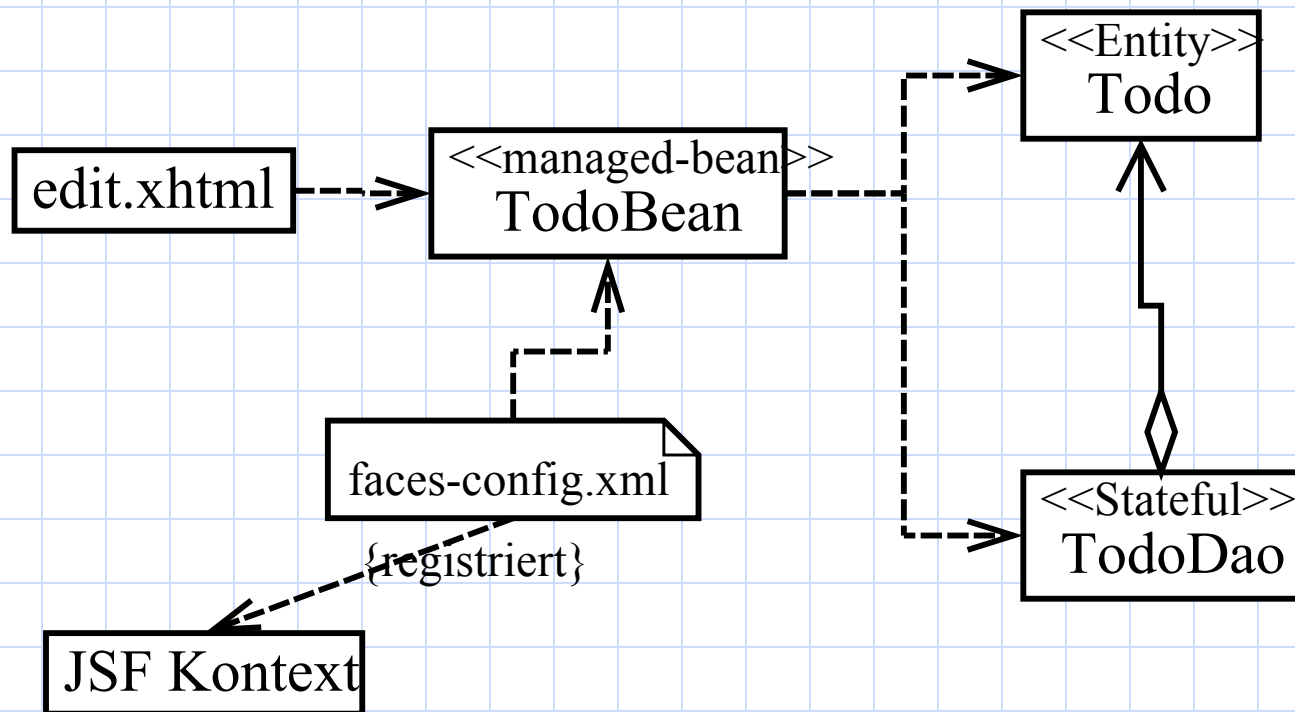 <<Entity>>
Todo
<<managed-bean>>
TodoBean
edit.xhtml
faces-config.xml
{registriert}
<<Stateful>>
TodoDao
JSF Kontext